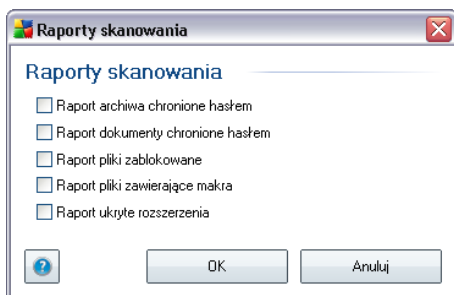 Raporty skanowania
Raporty skanowania
Raport archiwa chronione hasłem
Raport dokumenty chronione hasłem
Raport pliki zablokowane
Raport pliki zawierające makra
Raport ukryte rozszerzenia
OK Anuluj